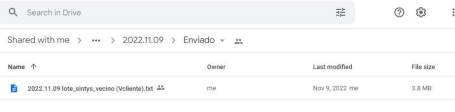 Search in Drive
Shared with me > ... > 2022.11.09 > Enviado
Name Owner Last modified File size
2022.11.09 lote_sintys_vecino (Vcliente).txt me Nov 9, 2022 me 3.8 MB